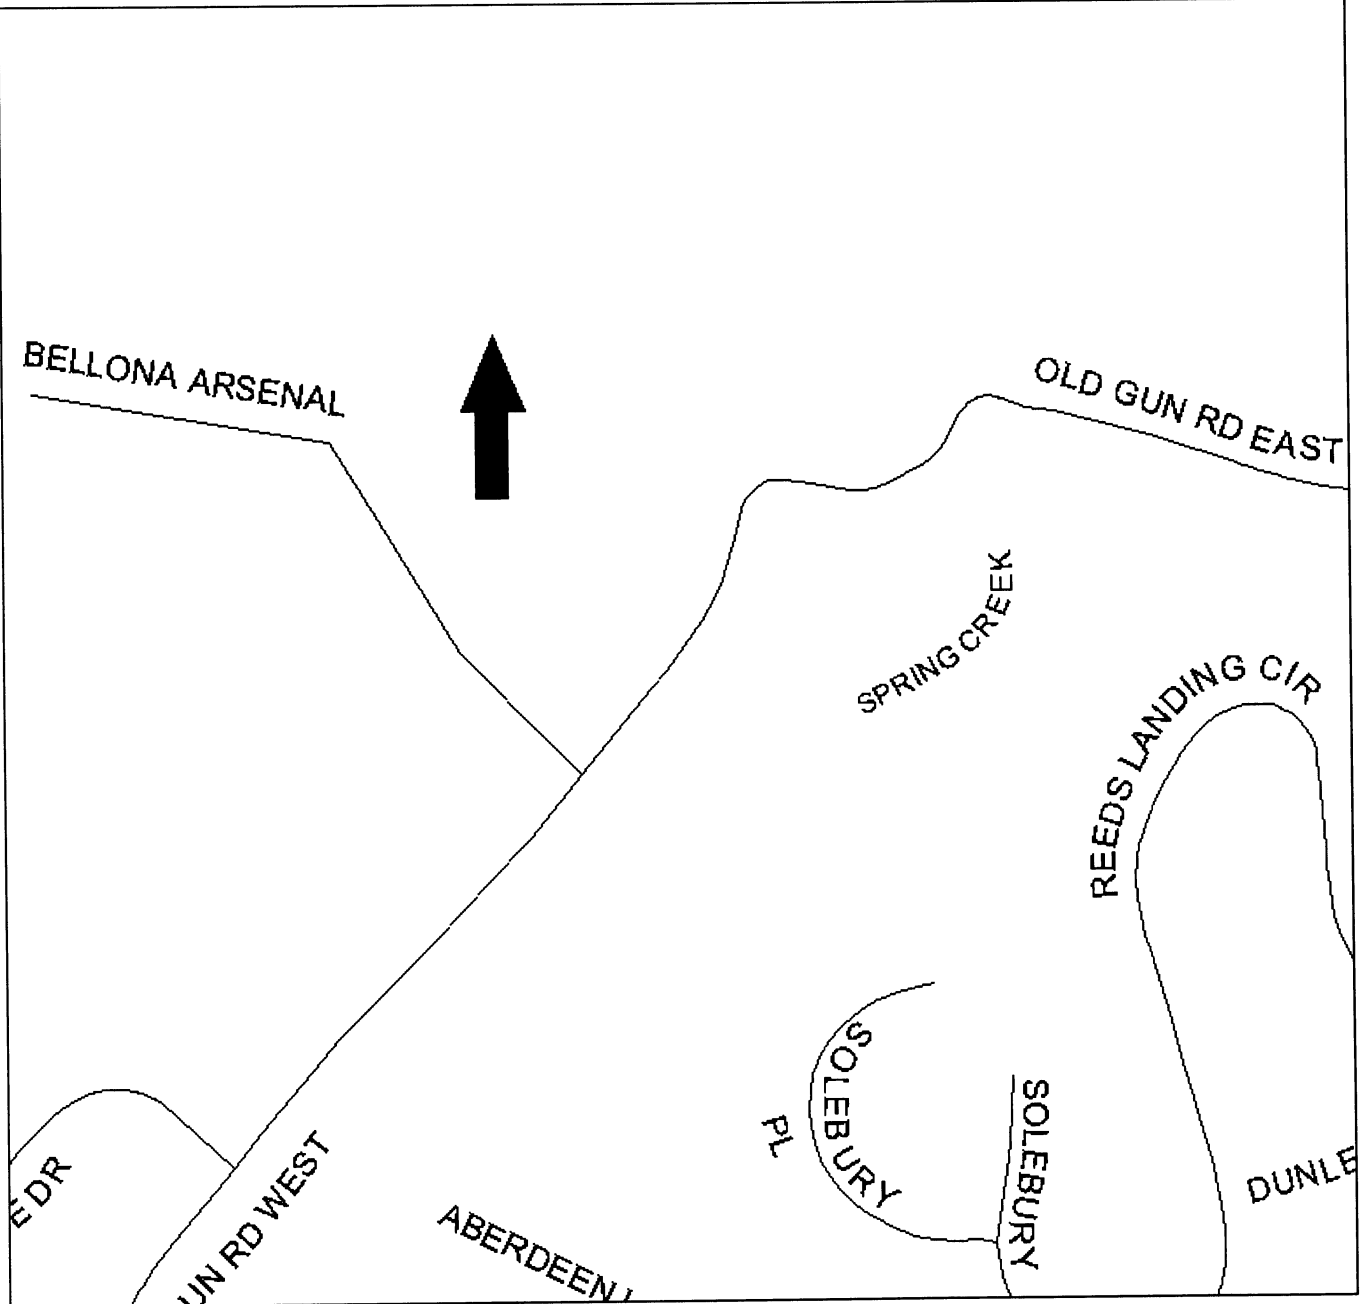 BELLONA ARSENAL
OLD GUN RD EAST
SPRING CREEK
REEDS LANDING CIR
SOLEBURY
PL
SOLEBURY
DUNLE
E DR
UN RD WEST
ABERDEEN